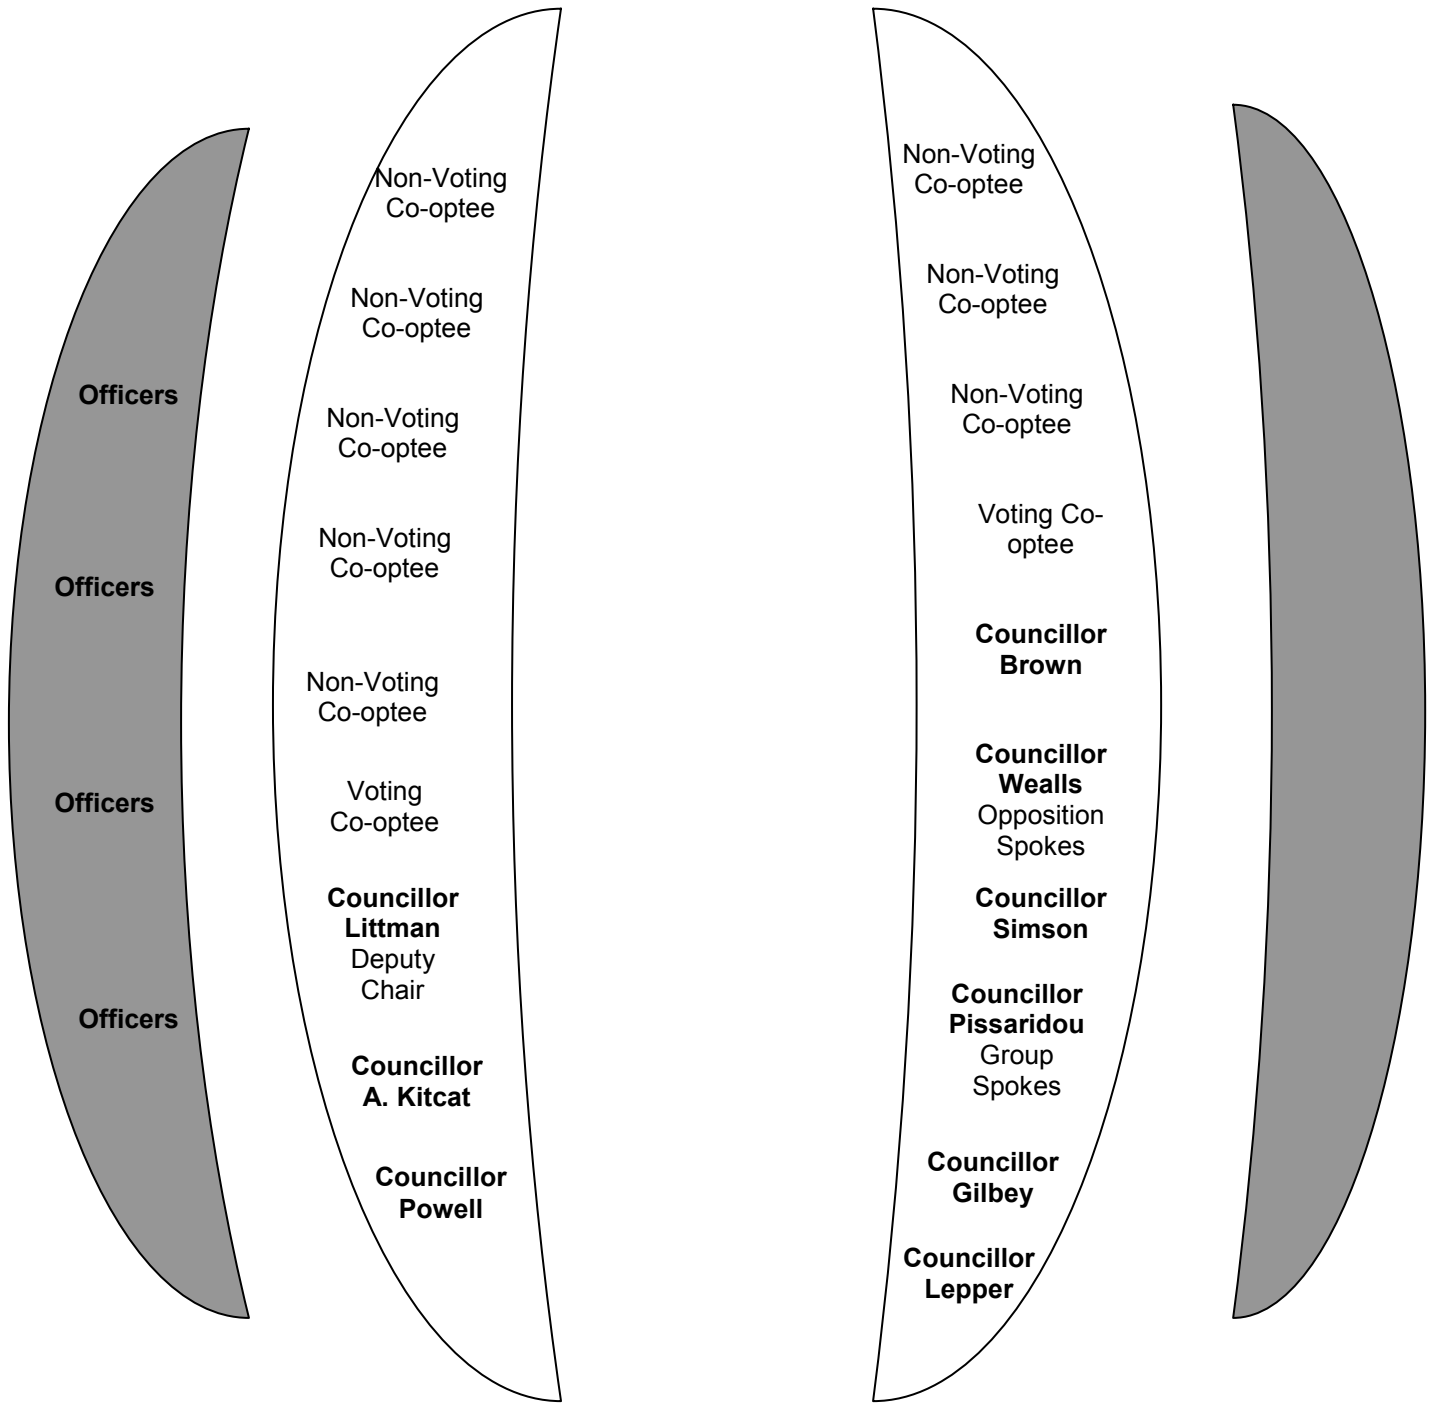 Officers
Officers
Officers
Officers
Non-Voting
Co-optee
Non-Voting
Co-optee
Non-Voting
Co-optee
Non-Voting
Co-optee
Non-Voting
Co-optee
Voting
Co-optee
Councillor
Littman
Deputy
Chair
Councillor
A. Kitcat
Councillor
Powell
Non-Voting
Co-optee
Non-Voting
Co-optee
Non-Voting
Co-optee
Voting Co-
optee
Councillor
Brown
Councillor
Wealls
Opposition
Spokes
Councillor
Simson
Councillor
Pissaridou
Group
Spokes
Councillor
Gilbey
Councillor
Lepper